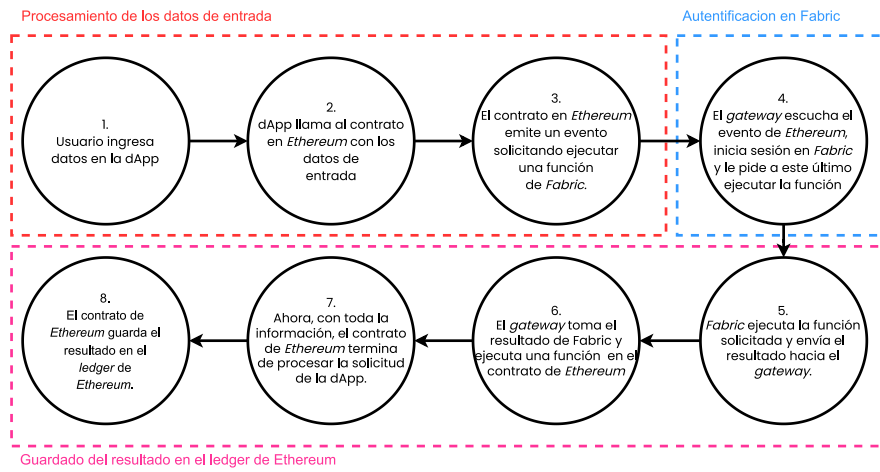 Procesamiento de los datos de entrada
Autentificacion en Fabric
1.
Usuario ingresa
datos en la dApp
2.
dApp llama al contrato
en Ethereum con los
datos de
entrada
3.
El contrato en Ethereum
emite un evento
solicitando ejecutar
una función
de Fabric.
4.
El gateway escucha el
evento de Ethereum,
inicia sesión en Fabric
y le pide a este último
ejecutar la función
8.
El contrato de
Ethereum guarda el
resultado en el
ledger de
Ethereum.
7.
Ahora, con toda la
información, el contrato
de Ethereum termina
de procesar la solicitud
de la dApp.
6.
El gateway toma el
resultado de Fabric y
ejecuta una función en el
contrato de Ethereum
5.
Fabric ejecuta la función
solicitada y envía el
resultado hacia el
gateway.
Guardado del resultado en el ledger de Ethereum